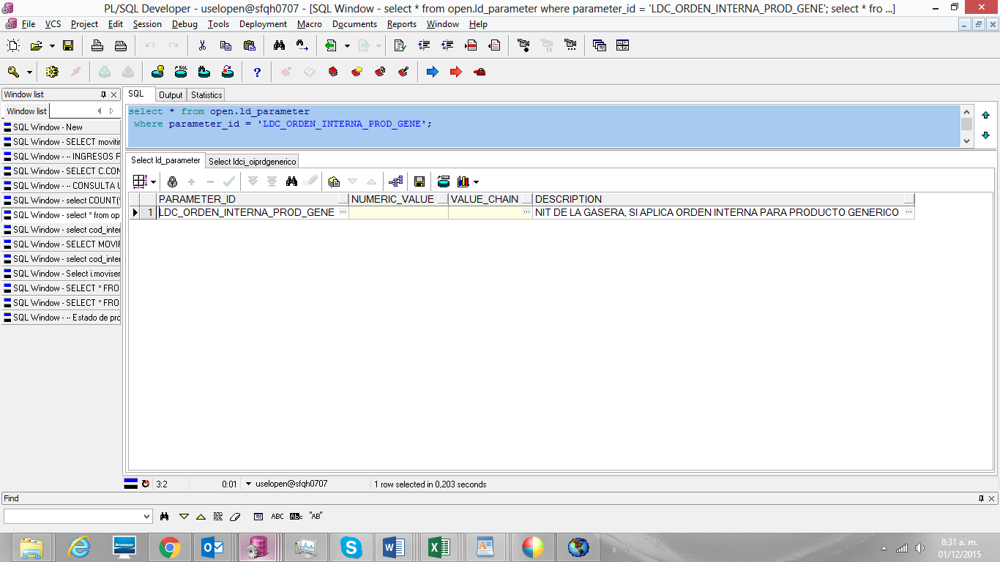 PL/SQL Developer - uselopen@sfqh0707 - [SQL Window - select * from open.ld_parameter where parameter_id = 'LDC_ORDEN_INTERNA_PROD_GENE'; select * fro ...]
File VCS Project Edit Session Debug Tools Deployment Macro Documents Reports Window Help
Window list
Window list
SQL Window - New
SQL Window - SELECT movitir
SQL Window - -- INGRESOS F
SQL Window - SELECT C.CON
SQL Window - -- CONSULTA U
SQL Window - select COUNT(*
SQL Window - select * from op
SQL Window - select cod_inter
SQL Window - SELECT MOVIF
SQL Window - select cod_inter
SQL Window - Select i.moviser
SQL Window - SELECT * FRO
SQL Window - SELECT * FRO
SQL Window - -- Estado de pro
SQL Output Statistics
select * from open.ld_parameter
where parameter_id = 'LDC_ORDEN_INTERNA_PROD_GENE';
Select ld_parameter Select ldci_oiprdgenerico
PARAMETER_ID NUMERIC_VALUE VALUE_CHAIN DESCRIPTION
1 LDC_ORDEN_INTERNA_PROD_GENE ... ... NIT DE LA GASERA, SI APLICA ORDEN INTERNA PARA PRODUCTO GENERICO ...
3:2 0:01 uselopen@sfqh0707 1 row selected in 0,203 seconds
Find
ABC "AB"
lenovo
8:31 a. m.
01/12/2015